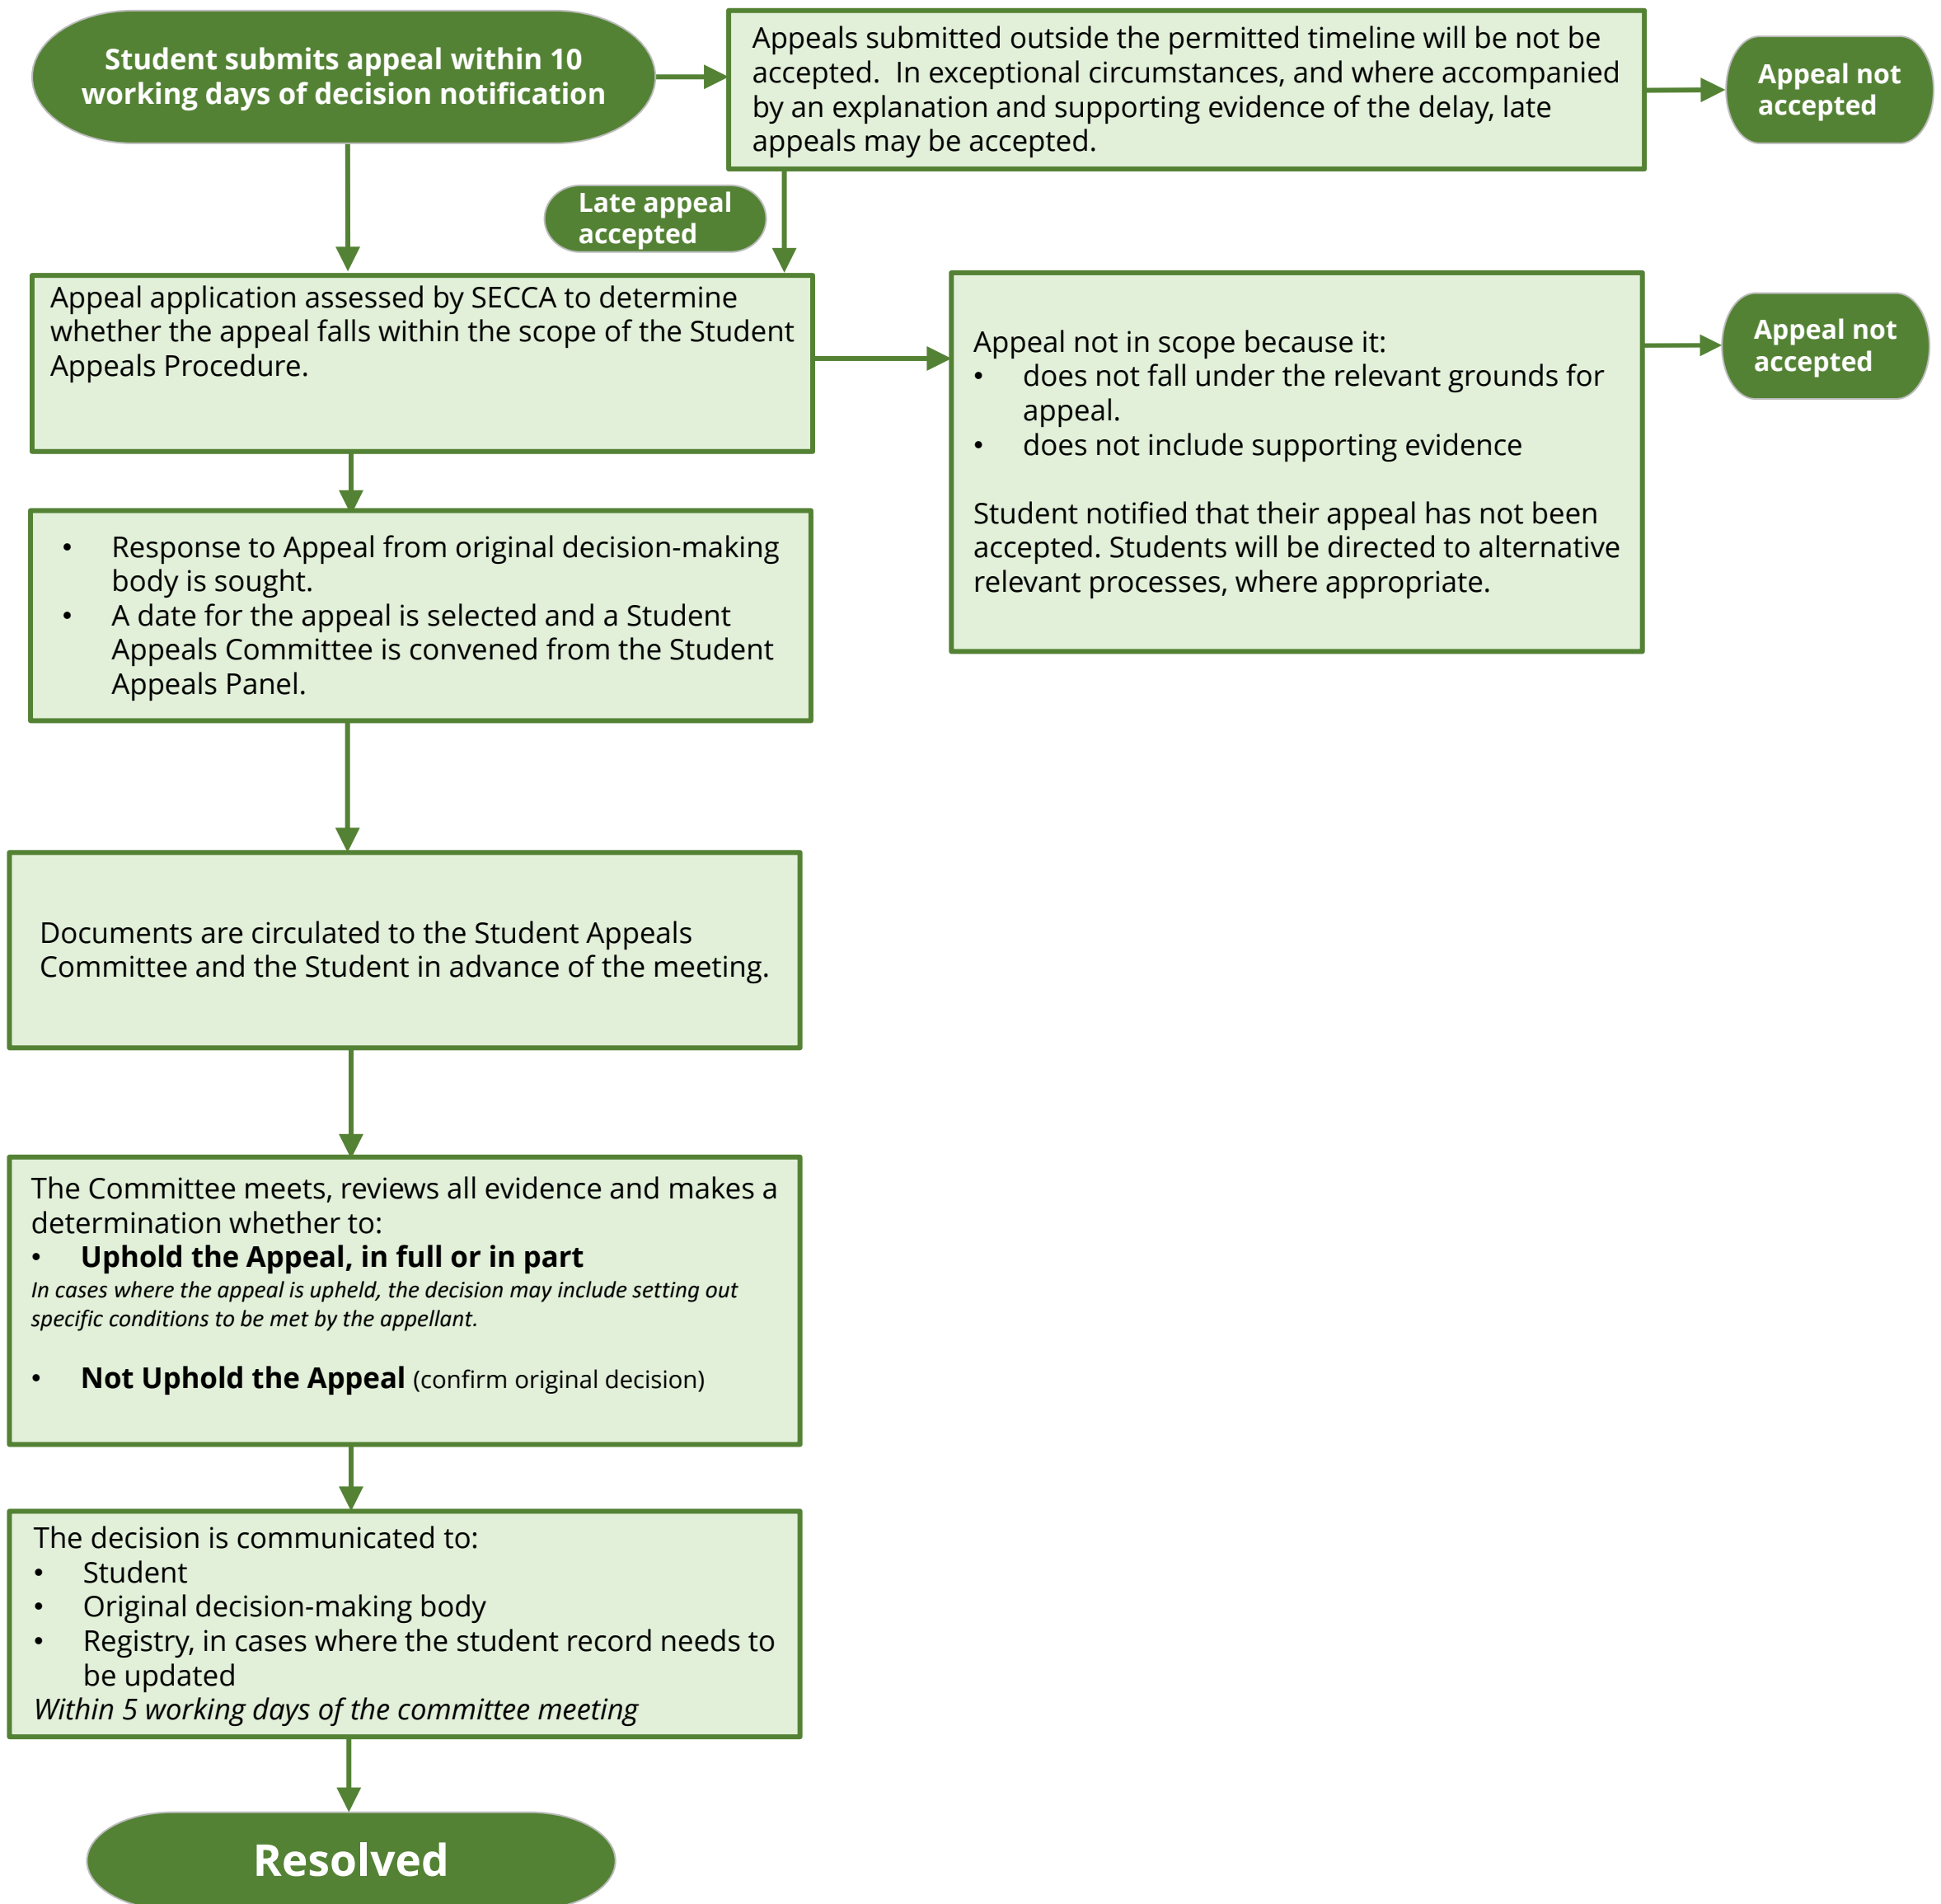 Student submits appeal within 10
working days of decision notification
Appeals submitted outside the permitted timeline will be not be
accepted.  In exceptional circumstances, and where accompanied
by an explanation and supporting evidence of the delay, late
appeals may be accepted.
Appeal not
accepted
Late appeal
accepted
Appeal application assessed by SECCA to determine
whether the appeal falls within the scope of the Student
Appeals Procedure.
Appeal not in scope because it:
• does not fall under the relevant grounds for
appeal.
• does not include supporting evidence
Student notified that their appeal has not been
accepted. Students will be directed to alternative
relevant processes, where appropriate.
Appeal not
accepted
• Response to Appeal from original decision-making
body is sought.
• A date for the appeal is selected and a Student
Appeals Committee is convened from the Student
Appeals Panel.
Documents are circulated to the Student Appeals
Committee and the Student in advance of the meeting.
The Committee meets, reviews all evidence and makes a
determination whether to:
• Uphold the Appeal, in full or in part
In cases where the appeal is upheld, the decision may include setting out
specific conditions to be met by the appellant.
• Not Uphold the Appeal (confirm original decision)
The decision is communicated to:
• Student
• Original decision-making body
• Registry, in cases where the student record needs to
be updated
Within 5 working days of the committee meeting
Resolved